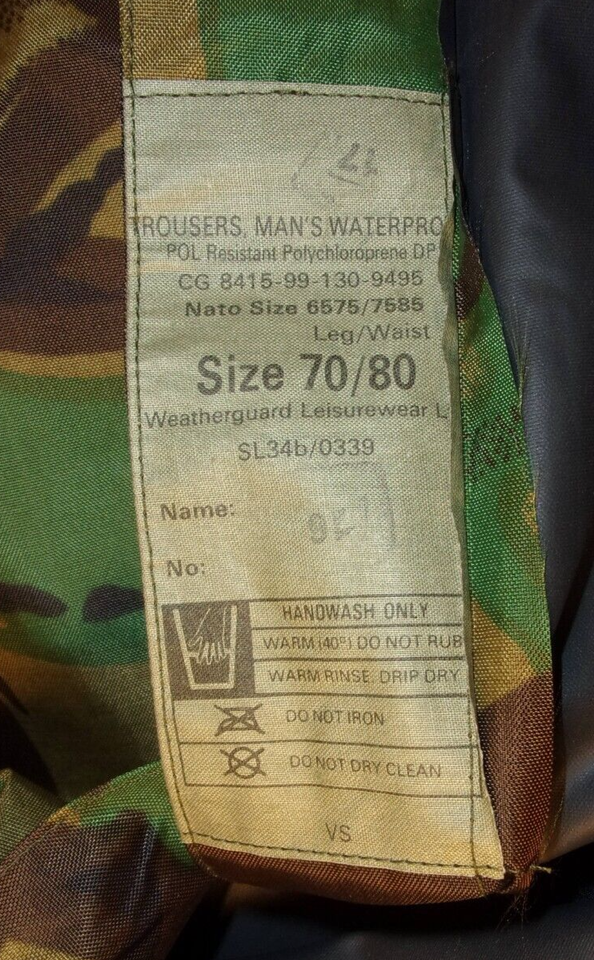 TROUSERS, MAN'S WATERPRO
POL Resistant Polychloroprene DP
CG 8415-99-130-9495
Nato Size 6575/7585
Leg/Waist
Size 70/80
Weatherguard Leisurewear L
SL34b/0339
Name:
No:
HANDWASH ONLY
WARM (40°) DO NOT RUB
WARM RINSE, DRIP DRY
DO NOT IRON
DO NOT DRY CLEAN
VS